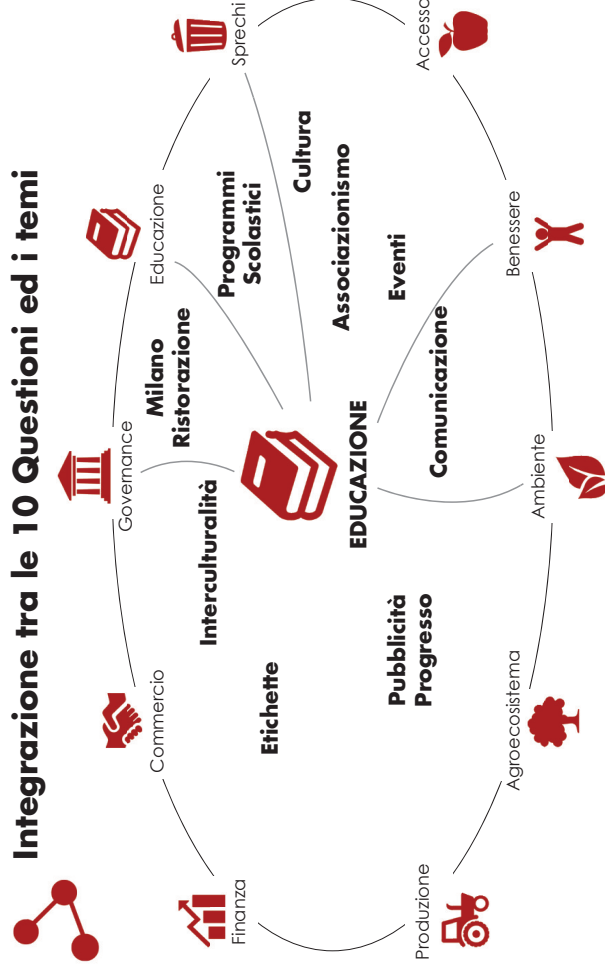 Integrazione tra le 10 Questioni ed i temi
Finanza
Commercio
Governance
Educazione
Sprechi
Etichette
Interculturalità
Milano
Ristorazione
Programmi
Scolastici
Cultura
Associazionismo
Eventi
EDUCAZIONE
Pubblicità
Progresso
Comunicazione
Produzione
Agroecosistema
Ambiente
Benessere
Accesso